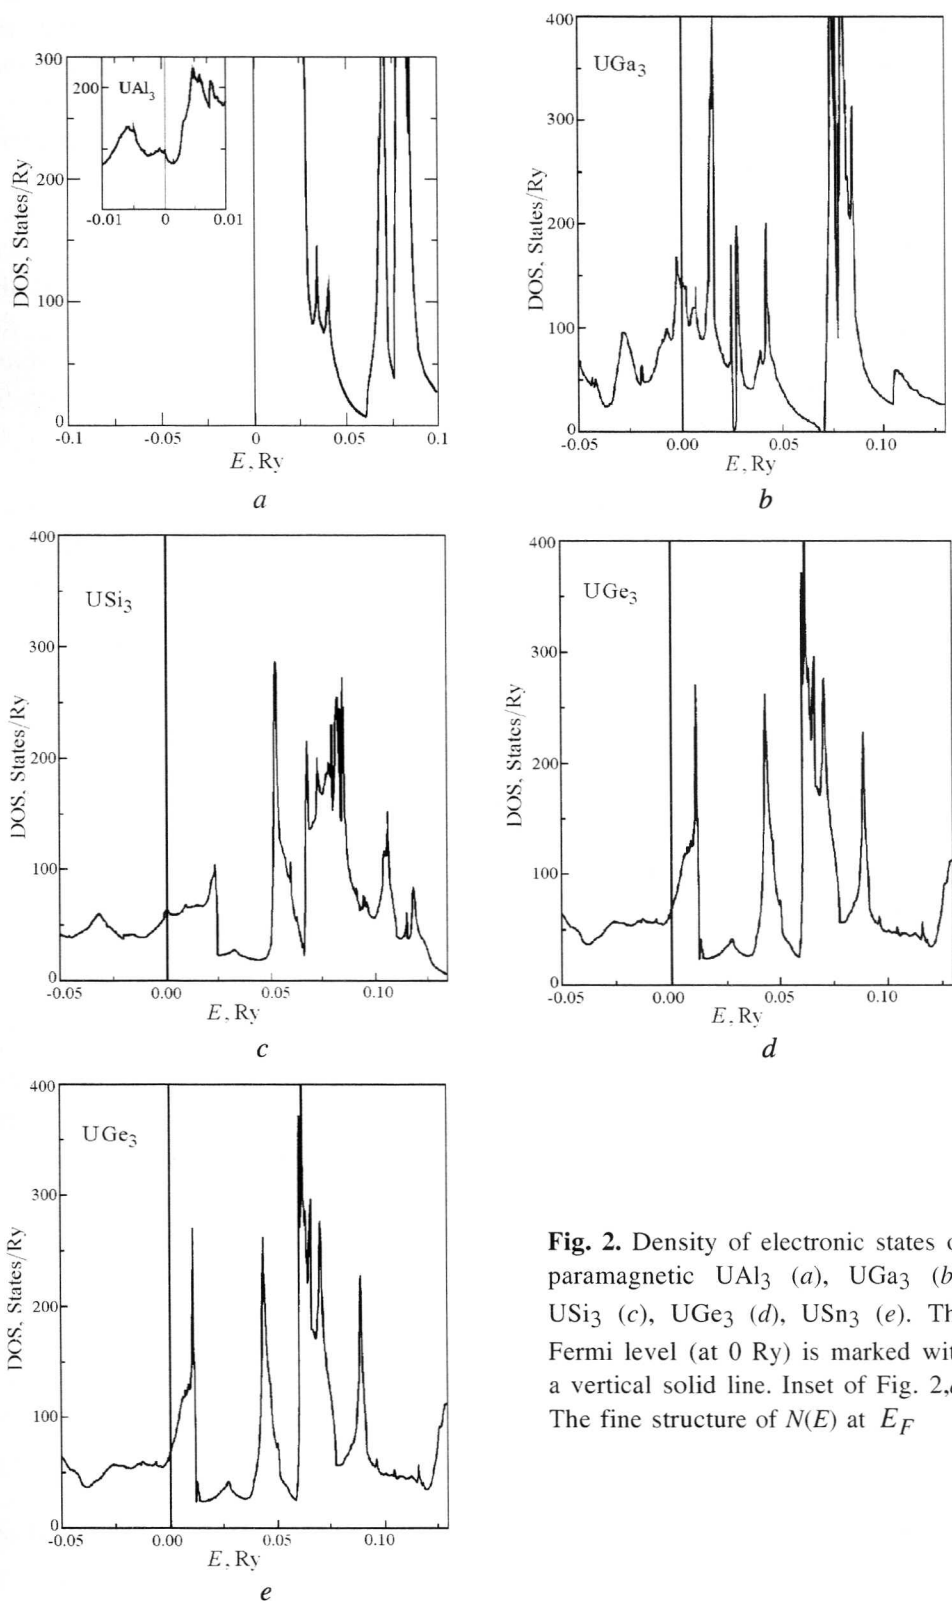 300
200
100
0
DOS, States/Ry
200
UAl3
-0.01
0
0.01
-0.1
-0.05
0
0.05
0.1
E, Ry
a
400
300
200
100
0
DOS, States/Ry
UGa3
-0.05
0.00
0.05
0.10
E, Ry
b
400
300
200
100
0
DOS, States/Ry
USi3
-0.05
0.00
0.05
0.10
E, Ry
c
400
300
200
100
0
DOS, States/Ry
UGe3
-0.05
0.00
0.05
0.10
E, Ry
d
400
300
200
100
0
DOS, States/Ry
UGe3
-0.05
0.00
0.05
0.10
E, Ry
e
Fig. 2. Density of electronic states
paramagnetic UAl3 (a), UGa3 (b
USi3 (c), UGe3 (d), USn3 (e). Th
Fermi level (at 0 Ry) is marked wit
a vertical solid line. Inset of Fig. 2,
The fine structure of N(E) at EF